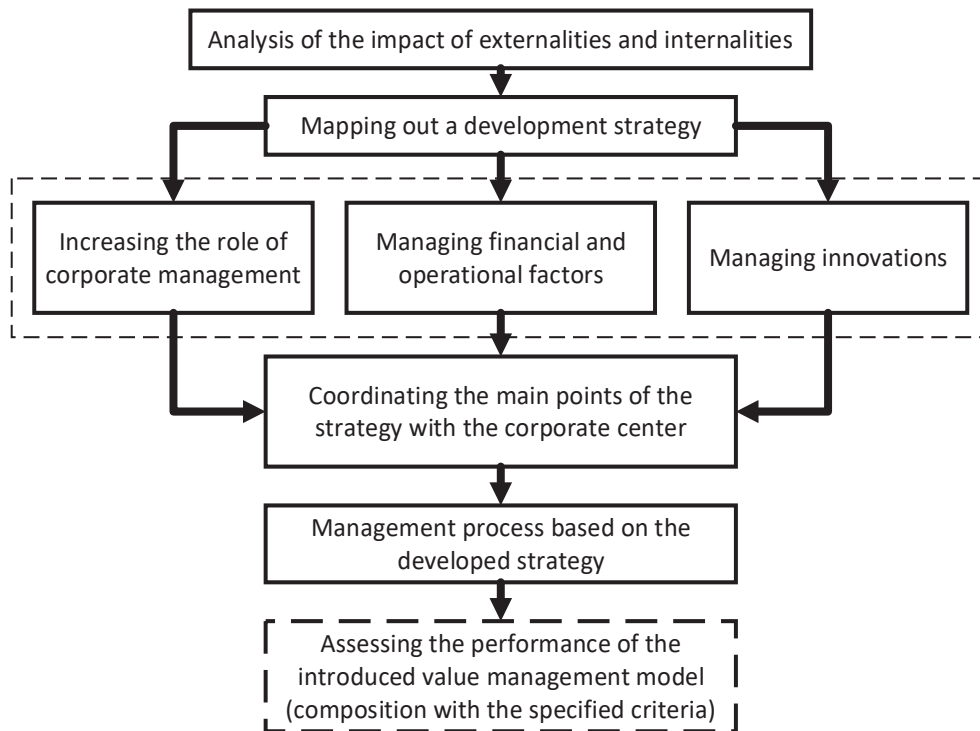 Analysis of the impact of externalities and internalities
Mapping out a development strategy
Increasing the role of
corporate management
Managing financial and
operational factors
Managing innovations
Coordinating the main points of the
strategy with the corporate center
Management process based on the
developed strategy
Assessing the performance of the
introduced value management model
(composition with the specified criteria)